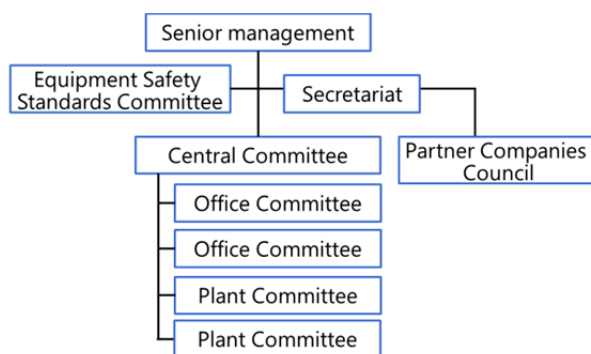 Senior management
Equipment Safety
Standards Committee
Secretariat
Central Committee
Partner Companies
Council
Office Committee
Office Committee
Plant Committee
Plant Committee